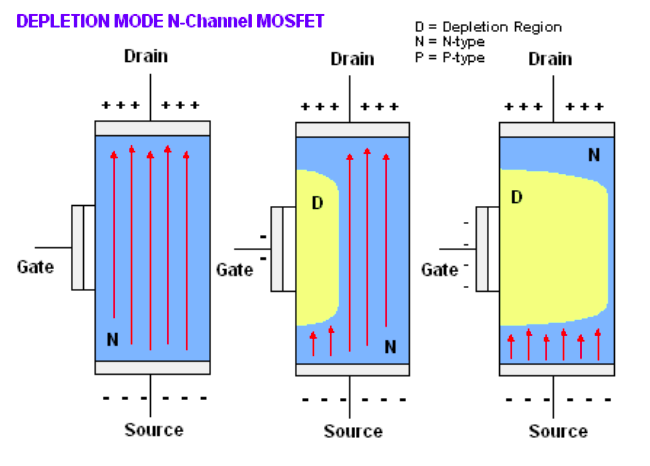 DEPLETION MODE N-Channel MOSFET
D = Depletion Region
N = N-type
P = P-type
Drain
Drain
Drain
+ + + + + +
+ + + + + +
+ + + + + +
N
D
D
-
-
-
-
-
-
Gate
Gate
Gate
N
N
- - - - - -
- - - - - -
- - - - - -
Source
Source
Source